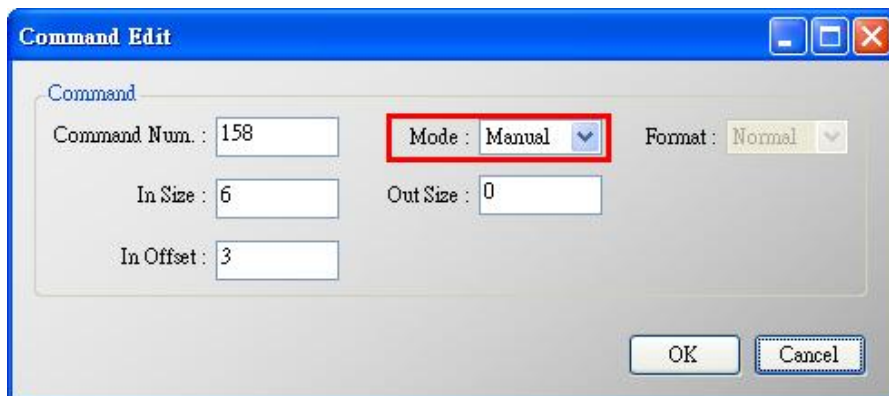 Command Edit
Command
Command Num. : 158 Mode : Manual Format : Normal
In Size : 6 Out Size : 0
In Offset : 3
OK Cancel